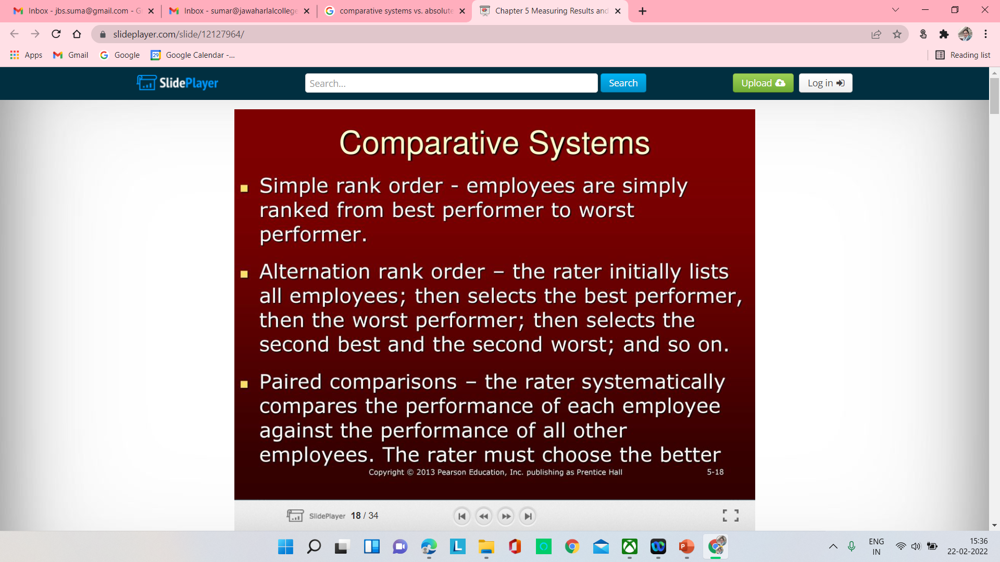 Inbox - jbs.suma@gmail.com - G
Inbox - sumar@jawaharlalcollege
comparative systems vs. absolute
Chapter 5 Measuring Results and
slideplayer.com/slide/12127964/
Apps
Gmail
Google
29
Google Calendar -...
Reading list
SlidePlayer
Search...
Search
Upload
Log in
Comparative Systems
Simple rank order - employees are simply
ranked from best performer to worst
performer.
Alternation rank order – the rater initially lists
all employees; then selects the best performer,
then the worst performer; then selects the
second best and the second worst; and so on.
Paired comparisons – the rater systematically
compares the performance of each employee
against the performance of all other
employees. The rater must choose the better
Copyright © 2013 Pearson Education, Inc. publishing as Prentice Hall
5-18
SlidePlayer 18 / 34
L
P
ENG
IN
15:36
22-02-2022